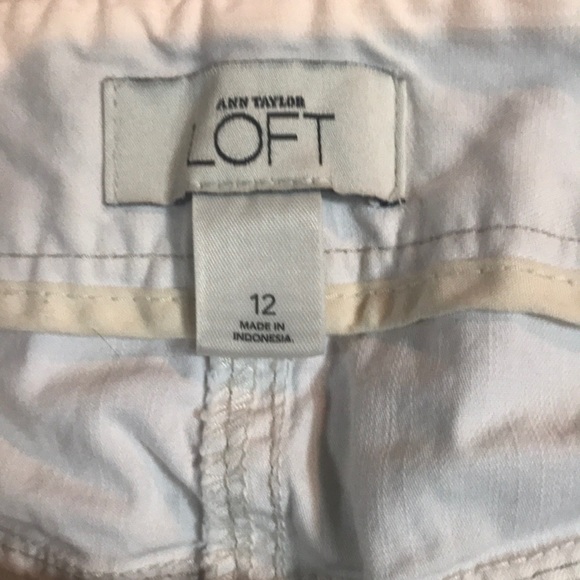 ANN TAYLOR
LOFT
12
MADE IN
INDONESIA.